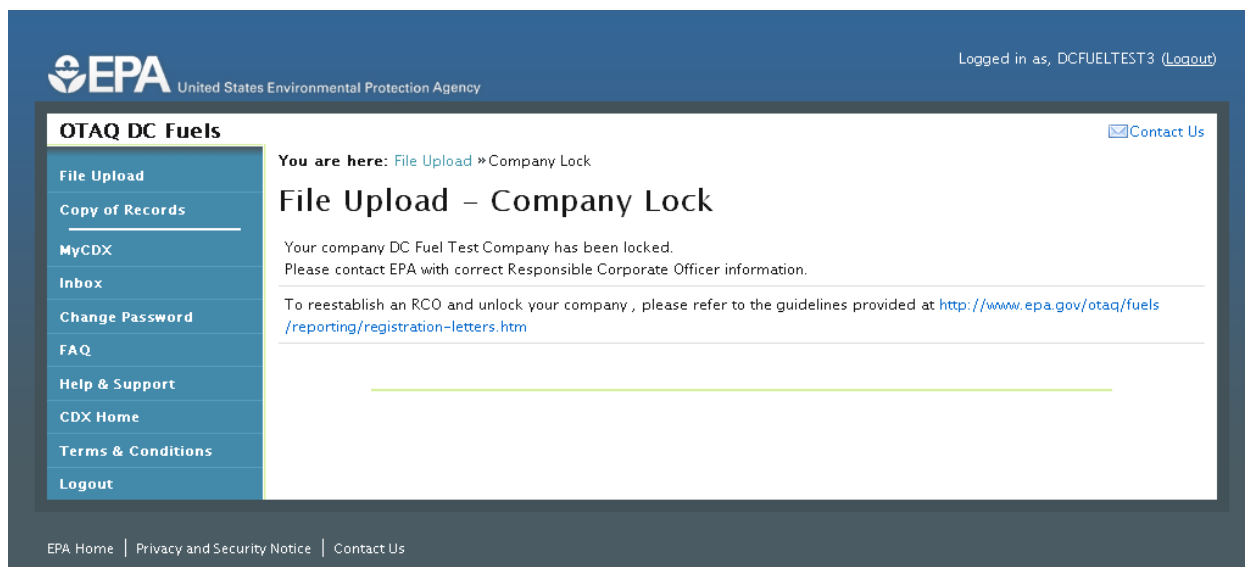 Logged in as, DCFUELTEST3 (Logout)
EPA United States Environmental Protection Agency
OTAQ DC Fuels
Contact Us
File Upload
Copy of Records
MyCDX
Inbox
Change Password
FAQ
Help & Support
CDX Home
Terms & Conditions
Logout
You are here: File Upload » Company Lock
File Upload – Company Lock
Your company DC Fuel Test Company has been locked.
Please contact EPA with correct Responsible Corporate Officer information.
To reestablish an RCO and unlock your company , please refer to the guidelines provided at http://www.epa.gov/otaq/fuels
/reporting/registration-letters.htm
EPA Home | Privacy and Security Notice | Contact Us